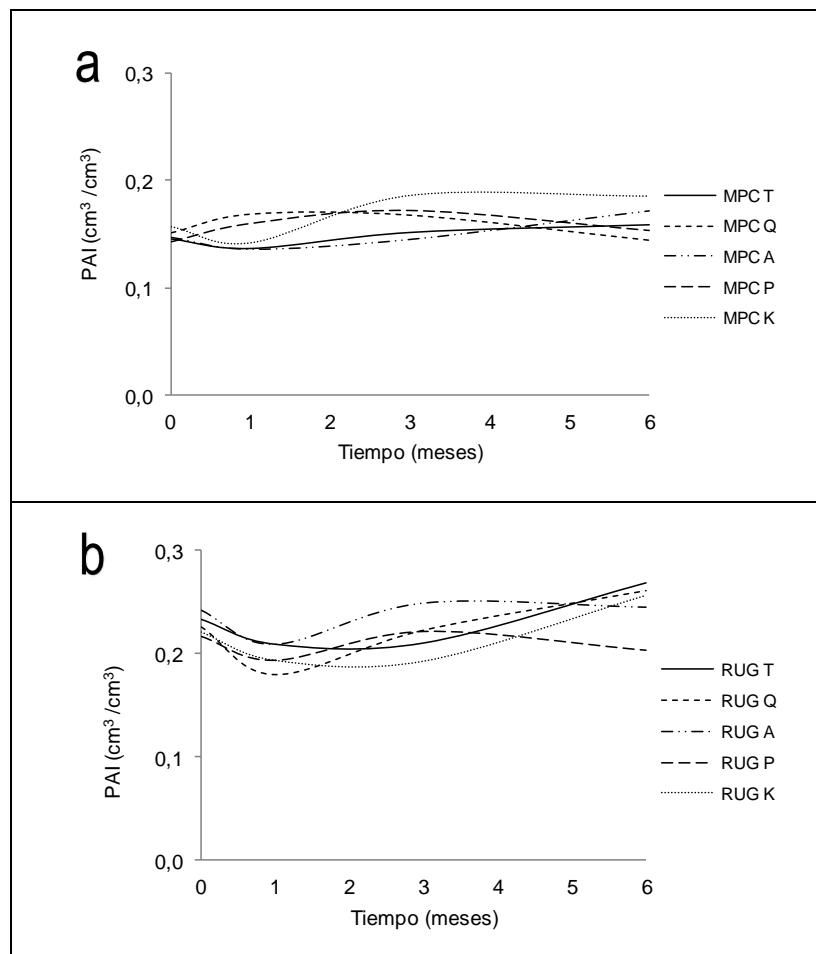 a
0,3
0,2
0,1
0,0
PAI (cm³ /cm³)
0 1 2 3 4 5 6
Tiempo (meses)
MPC T
MPC Q
MPC A
MPC P
MPC K
b
0,3
0,2
0,1
0,0
PAI (cm³ /cm³)
0 1 2 3 4 5 6
Tiempo (meses)
RUG T
RUG Q
RUG A
RUG P
RUG K